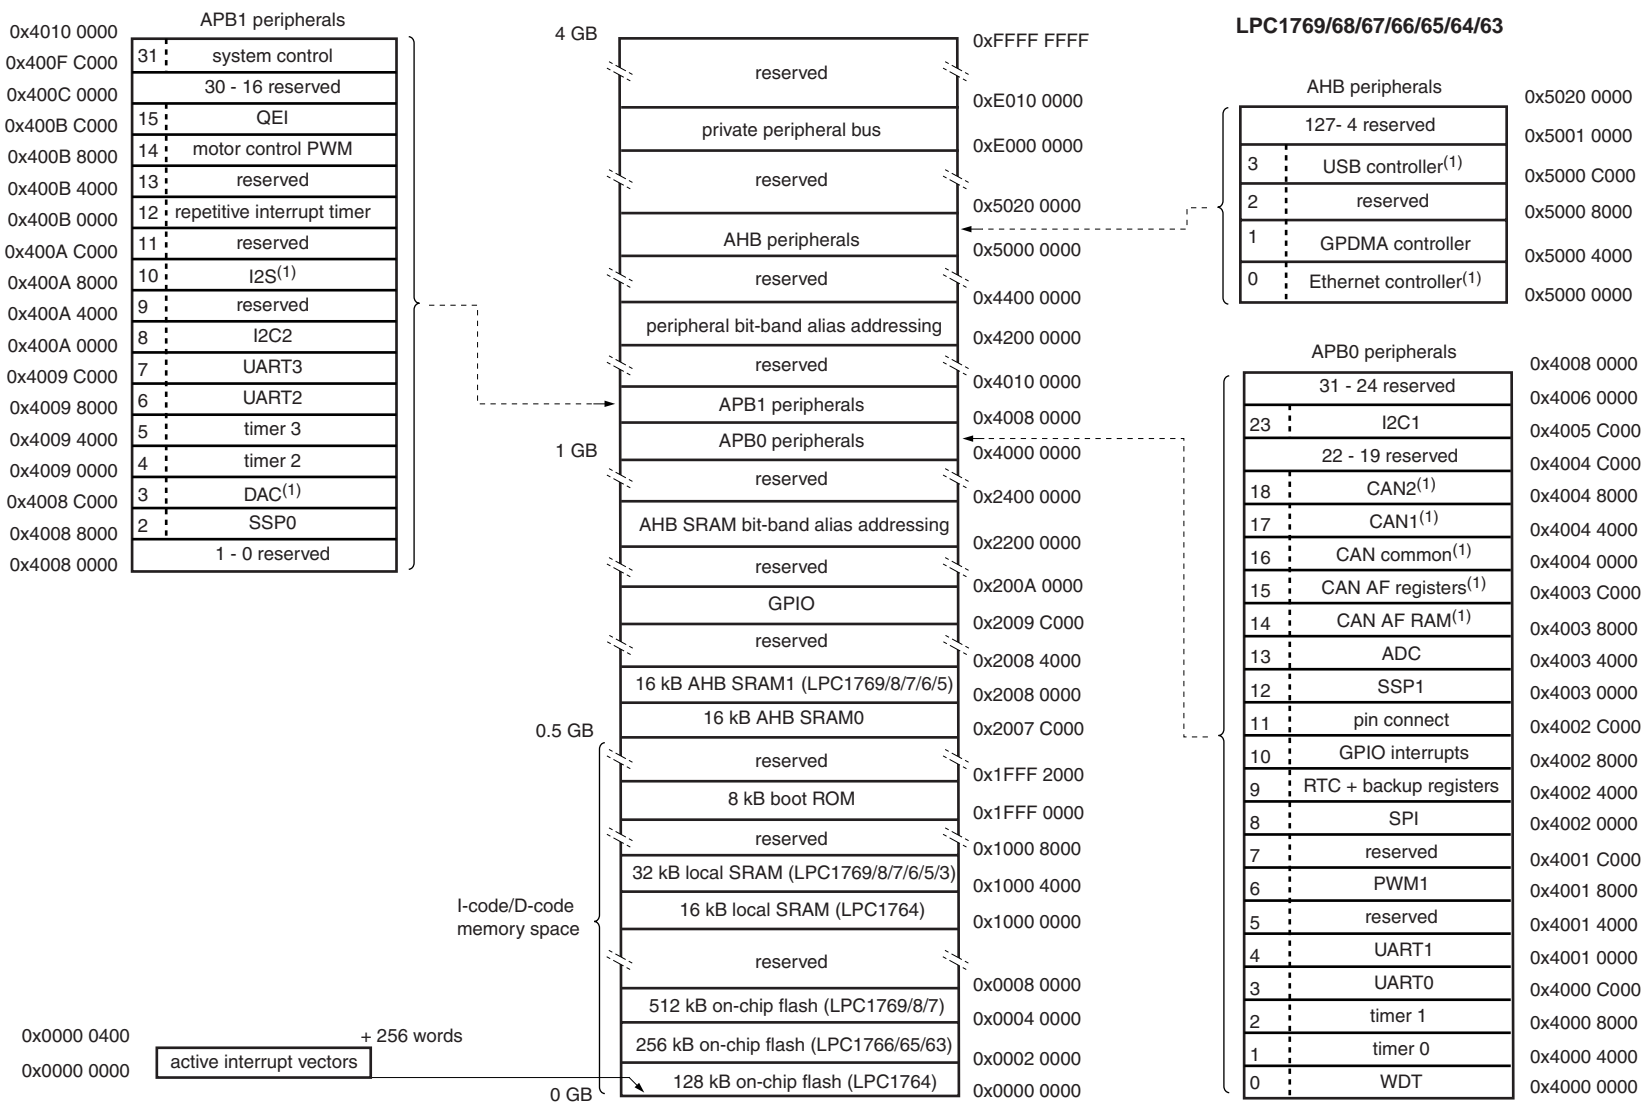 LPC1769/68/67/66/65/64/63
APB1 peripherals
0x4010 0000
31 system control
0x400F C000
30 - 16 reserved
0x400C 0000
15 QEI
0x400B C000
14 motor control PWM
0x400B 8000
13 reserved
0x400B 4000
12 repetitive interrupt timer
0x400B 0000
11 reserved
0x400A C000
10 I2S(1)
0x400A 8000
9 reserved
0x400A 4000
8 I2C2
0x400A 0000
7 UART3
0x4009 C000
6 UART2
0x4009 8000
5 timer 3
0x4009 4000
4 timer 2
0x4009 0000
3 DAC(1)
0x4008 C000
2 SSP0
0x4008 8000
1 - 0 reserved
0x4008 0000
0x0000 0400
+ 256 words
active interrupt vectors
0x0000 0000
4 GB
0xFFFF FFFF
reserved
0xE010 0000
private peripheral bus
0xE000 0000
reserved
0x5020 0000
AHB peripherals
0x5000 0000
reserved
0x4400 0000
peripheral bit-band alias addressing
0x4200 0000
reserved
0x4010 0000
APB1 peripherals
0x4008 0000
APB0 peripherals
1 GB
0x4000 0000
reserved
0x2400 0000
AHB SRAM bit-band alias addressing
0x2200 0000
reserved
0x200A 0000
GPIO
0x2009 C000
reserved
0x2008 4000
16 kB AHB SRAM1 (LPC1769/8/7/6/5)
0x2008 0000
16 kB AHB SRAM0
0x2007 C000
0.5 GB
reserved
0x1FFF 2000
8 kB boot ROM
0x1FFF 0000
reserved
0x1000 8000
32 kB local SRAM (LPC1769/8/7/6/5/3)
0x1000 4000
16 kB local SRAM (LPC1764)
0x1000 0000
I-code/D-code
memory space
reserved
0x0008 0000
512 kB on-chip flash (LPC1769/8/7)
0x0004 0000
256 kB on-chip flash (LPC1766/65/63)
0x0002 0000
128 kB on-chip flash (LPC1764)
0x0000 0000
0 GB
AHB peripherals
0x5020 0000
127- 4 reserved
0x5001 0000
3 USB controller(1)
0x5000 C000
2 reserved
0x5000 8000
1 GPDMA controller
0x5000 4000
0 Ethernet controller(1)
0x5000 0000
APB0 peripherals
0x4008 0000
31 - 24 reserved
0x4006 0000
23 I2C1
0x4005 C000
22 - 19 reserved
0x4004 C000
18 CAN2(1)
0x4004 8000
17 CAN1(1)
0x4004 4000
16 CAN common(1)
0x4004 0000
15 CAN AF registers(1)
0x4003 C000
14 CAN AF RAM(1)
0x4003 8000
13 ADC
0x4003 4000
12 SSP1
0x4003 0000
11 pin connect
0x4002 C000
10 GPIO interrupts
0x4002 8000
9 RTC + backup registers
0x4002 4000
8 SPI
0x4002 0000
7 reserved
0x4001 C000
6 PWM1
0x4001 8000
5 reserved
0x4001 4000
4 UART1
0x4001 0000
3 UART0
0x4000 C000
2 timer 1
0x4000 8000
1 timer 0
0x4000 4000
0 WDT
0x4000 0000